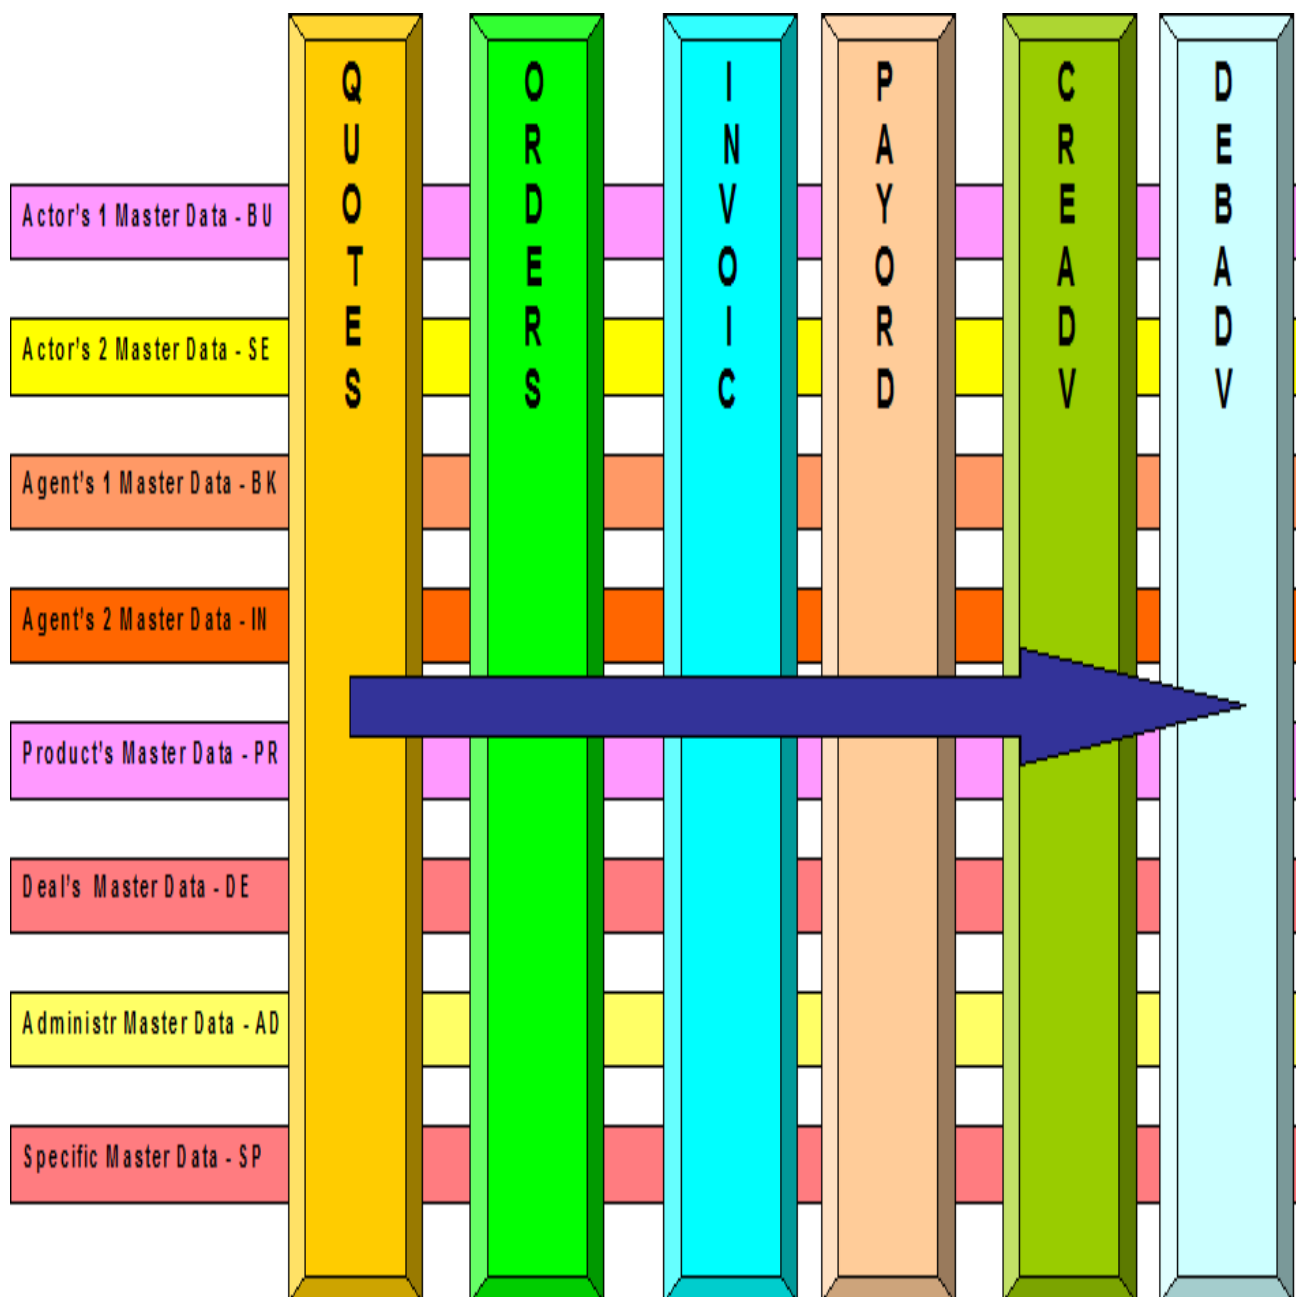 QUOTES
ORDERS
INVOIC
PAYORD
CREADV
DEBADV
Actor's 1 Master Data - BU
Actor's 2 Master Data - SE
Agent's 1 Master Data - BK
Agent's 2 Master Data - IN
Product's Master Data - PR
Deal's Master Data - DE
Administr Master Data - AD
Specific Master Data - SP